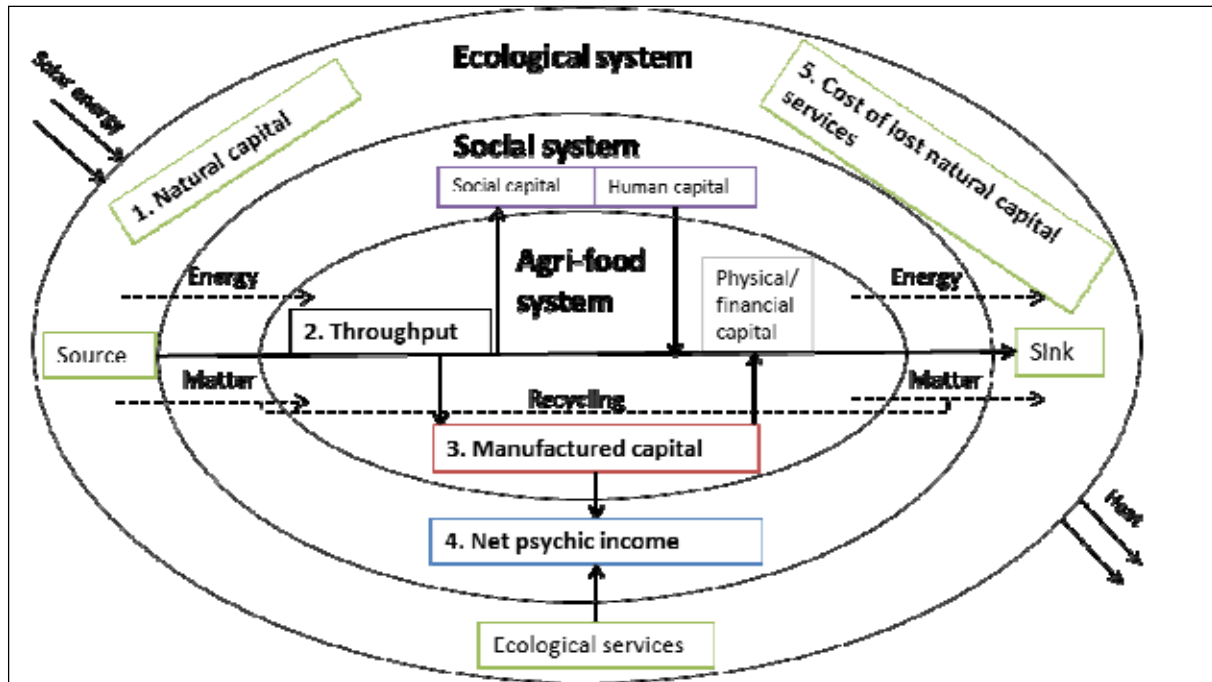 Ecological system
Solar energy
1. Natural capital
5. Cost of lost natural capital
services
Social system
Social capital
Human capital
Agri-food
system
Physical/
financial
capital
Energy
Energy
2. Throughput
Source
Sink
Matter
Matter
Recycling
3. Manufactured capital
Heat
4. Net psychic income
Ecological services